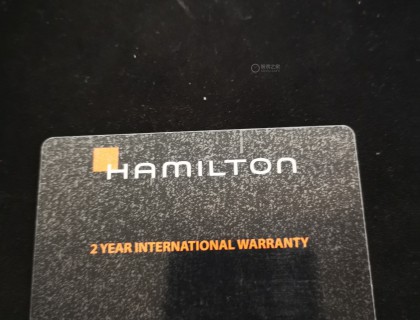 HAMILTON
2 YEAR INTERNATIONAL WARRANTY